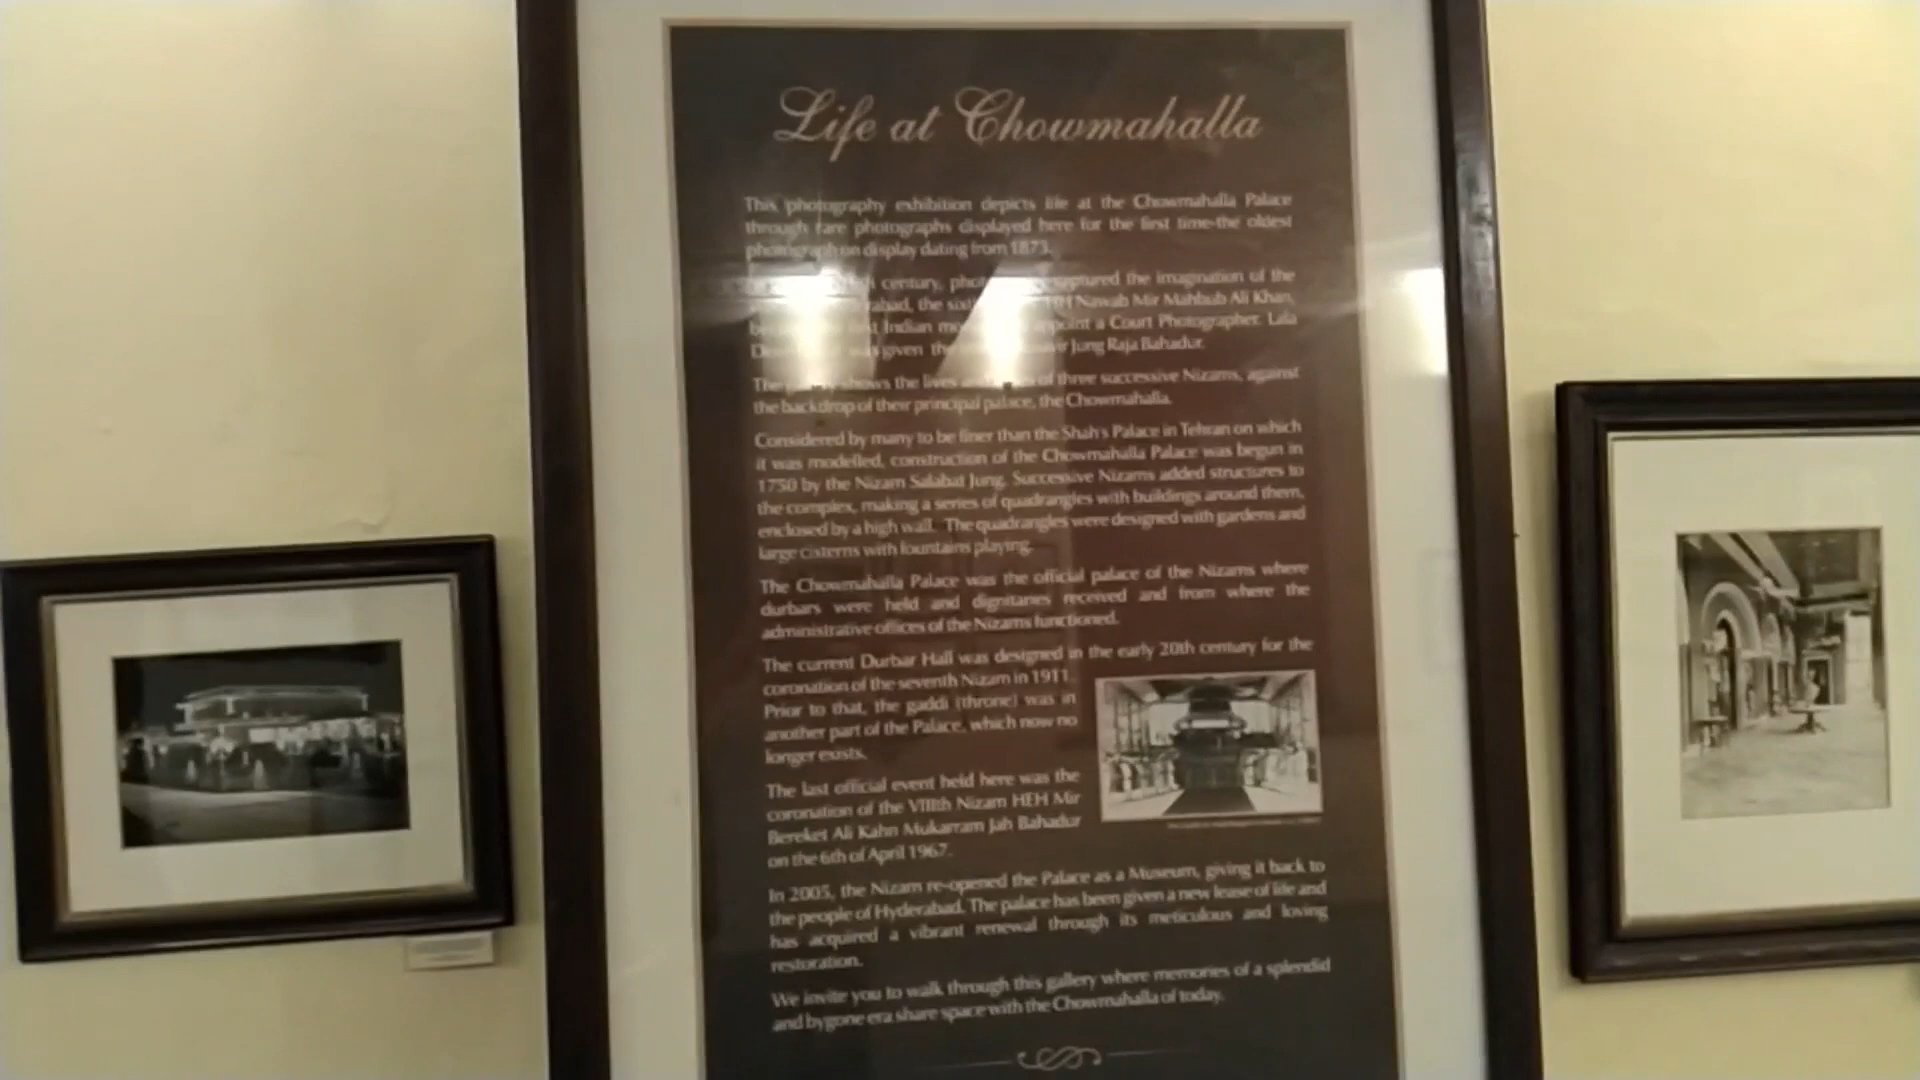 Life at Chowmahalla
This photography exhibition depicts life at the Chowmahalla Palace
through rare photographs displayed here for the first time-the oldest
photograph on display dating from 1873.
century, captured the imagination of the
the Nawab Mir Mahbub Ali Khan,
Indian appoint a Court Photographer. Lala
was given the Jung Raja Bahadur.
The shows the lives of three successive Nizams, against
the backdrop of their principal palace, the Chowmahalla.
Considered by many to be finer than the Shah's Palace in Tehran on which
it was modelled, construction of the Chowmahalla Palace was begun in
1750 by the Nizam Salabat Jung. Successive Nizams added structures to
the complex, making a series of quadrangles with buildings around them,
enclosed by a high wall. The quadrangles were designed with gardens and
large cisterns with fountains playing.
The Chowmahalla Palace was the official palace of the Nizams where
durbars were held and dignitaries received and from where the
administrative offices of the Nizams functioned.
The current Durbar Hall was designed in the early 20th century for the
coronation of the seventh Nizam in 1911.
Prior to that, the gaddi (throne) was in
another part of the Palace, which now no
longer exists.
The last official event held here was the
coronation of the VIIIth Nizam HEH Mir
Bereket Ali Kahn Mukarram Jah Bahadur
on the 6th of April 1967.
In 2005, the Nizam re-opened the Palace as a Museum, giving it back to
the people of Hyderabad. The palace has been given a new lease of life and
has acquired a vibrant renewal through its meticulous and loving
restoration.
We invite you to walk through this gallery where memories of a splendid
and bygone era share space with the Chowmahalla of today.